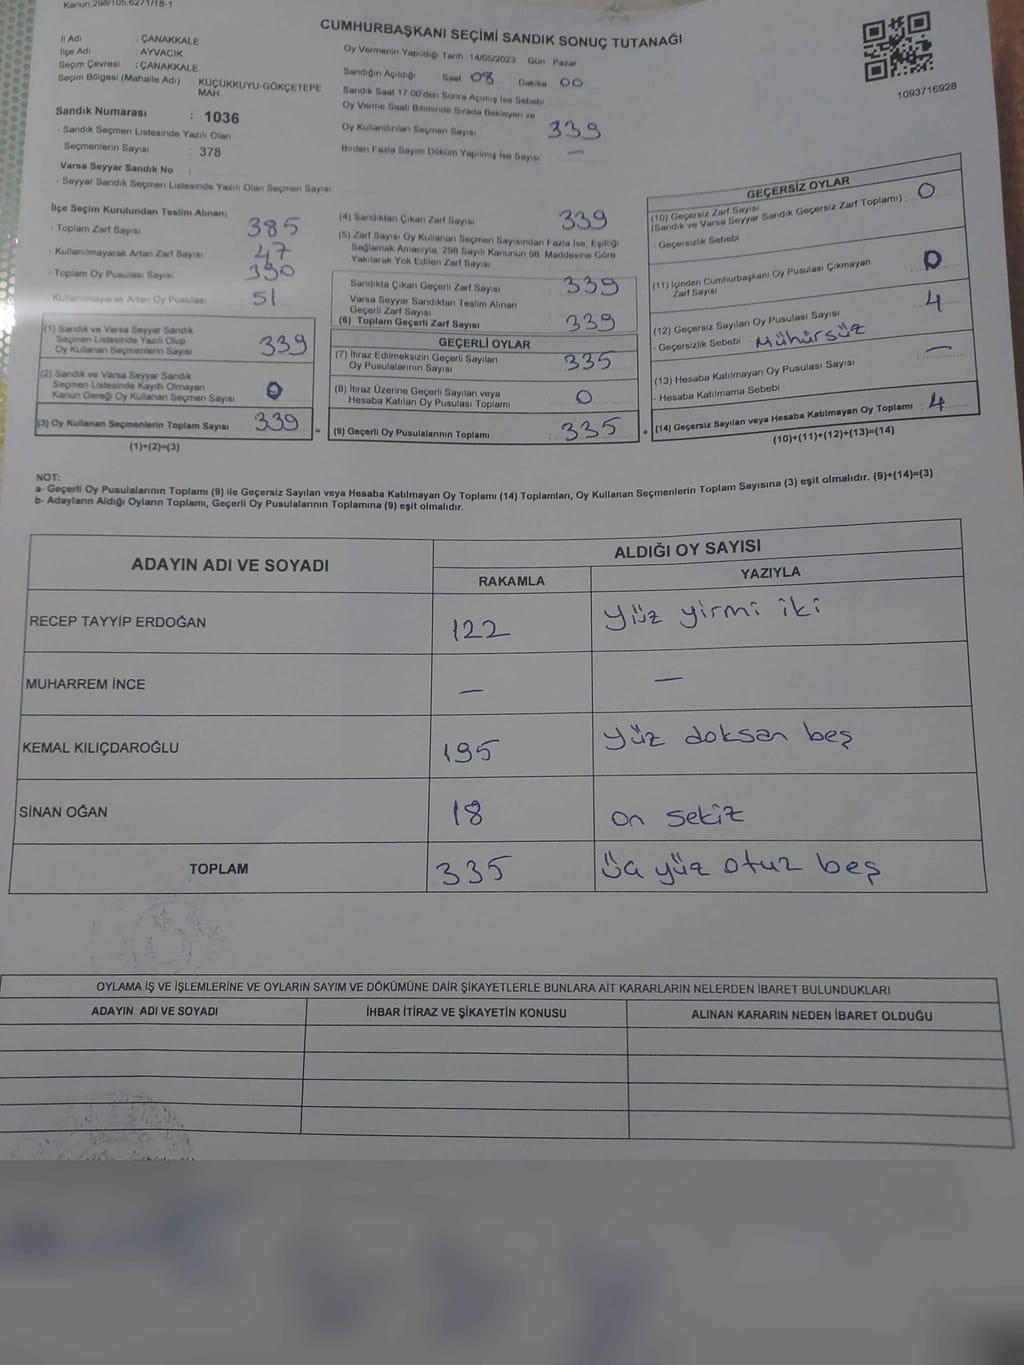 Kanun 298/105.6271/18-1
CUMHURBAŞKANI SEÇİMİ SANDIK SONUÇ TUTANAĞI
İl Adı : ÇANAKKALE
İlçe Adı : AYVACIK
Seçim Çevresi : ÇANAKKALE
Seçim Bölgesi (Mahalle Adı) : KÜÇÜKKUYU-GÖKÇETEPE
MAH.
Sandık Numarası : 1036
- Sandık Seçmen Listesinde Yazılı Olan
Seçmenlerin Sayısı : 378
Varsa Seyyar Sandık No :
- Seyyar Sandık Seçmen Listesinde Yazılı Olan Seçmen Sayısı
Oy Vermenin Yapıldığı Tarih 14/05/2023 Gün Pazar
Sandığın Açıldığı Saat 08 Dakika 00
Sandık Saat 17:00'den Sonra Açılmış İse Sebebi
Oy Verme Saati Bitiminde Sırada Bekleyen ve
Oy Kullandırılan Seçmen Sayısı 339
Birden Fazla Sayım Döküm Yapılmış İse Sayısı —
1093716928
İlçe Seçim Kurulundan Teslim Alınan;
- Toplam Zarf Sayısı 385
- Kullanılmayarak Artan Zarf Sayısı 47
- Toplam Oy Pusulası Sayısı 390
- Kullanılmayarak Artan Oy Pusulası 51
(1) Sandık ve Varsa Seyyar Sandık
Seçmen Listesinde Yazılı Olup
Oy Kullanan Seçmenlerin Sayısı 339
(2) Sandık ve Varsa Seyyar Sandık
Seçmen Listesinde Kayıtlı Olmayan
Kanun Gereği Oy Kullanan Seçmen Sayısı 0
(3) Oy Kullanan Seçmenlerin Toplam Sayısı 339 =
(1)+(2)=(3)
(4) Sandıktan Çıkan Zarf Sayısı 339
(5) Zarf Sayısı Oy Kullanan Seçmen Sayısından Fazla İse, Eşitliği
Sağlamak Amacıyla, 298 Sayılı Kanunun 98. Maddesine Göre
Yakılarak Yok Edilen Zarf Sayısı
Sandıkta Çıkan Geçerli Zarf Sayısı 339
Varsa Seyyar Sandıktan Teslim Alınan
Geçerli Zarf Sayısı
(6) Toplam Geçerli Zarf Sayısı 339
GEÇERLİ OYLAR
(7) İtiraz Edilmeksizin Geçerli Sayılan
Oy Pusulalarının Sayısı 335
(8) İtiraz Üzerine Geçerli Sayılan veya
Hesaba Katılan Oy Pusulası Toplamı 0
(9) Geçerli Oy Pusulalarının Toplamı 335 +
GEÇERSİZ OYLAR
(10) Geçersiz Zarf Sayısı
(Sandık ve Varsa Seyyar Sandık Geçersiz Zarf Toplamı) : 0
- Geçersizlik Sebebi
(11) İçinden Cumhurbaşkanı Oy Pusulası Çıkmayan
Zarf Sayısı 0
(12) Geçersiz Sayılan Oy Pusulası Sayısı 4
- Geçersizlik Sebebi Mühürsüz
(13) Hesaba Katılmayan Oy Pusulası Sayısı —
- Hesaba Katılmama Sebebi :
(14) Geçersiz Sayılan veya Hesaba Katılmayan Oy Toplamı : 4
(10)+(11)+(12)+(13)=(14)
NOT:
a- Geçerli Oy Pusulalarının Toplamı (9) ile Geçersiz Sayılan veya Hesaba Katılmayan Oy Toplamı (14) Toplamları, Oy Kullanan Seçmenlerin Toplam Sayısına (3) eşit olmalıdır. (9)+(14)=(3)
b- Adayların Aldığı Oyların Toplamı, Geçerli Oy Pusulalarının Toplamına (9) eşit olmalıdır.
ADAYIN ADI VE SOYADI ALDIĞI OY SAYISI
RAKAMLA YAZIYLA
RECEP TAYYİP ERDOĞAN 122 yüz yirmi iki
MUHARREM İNCE — —
KEMAL KILIÇDAROĞLU 195 yüz doksan beş
SİNAN OĞAN 18 on sekiz
TOPLAM 335 üç yüz otuz beş
OYLAMA İŞ VE İŞLEMLERİNE VE OYLARIN SAYIM VE DÖKÜMÜNE DAİR ŞİKAYETLERLE BUNLARA AİT KARARLARIN NELERDEN İBARET BULUNDUKLARI
ADAYIN ADI VE SOYADI İHBAR İTİRAZ VE ŞİKAYETİN KONUSU ALINAN KARARIN NEDEN İBARET OLDUĞU